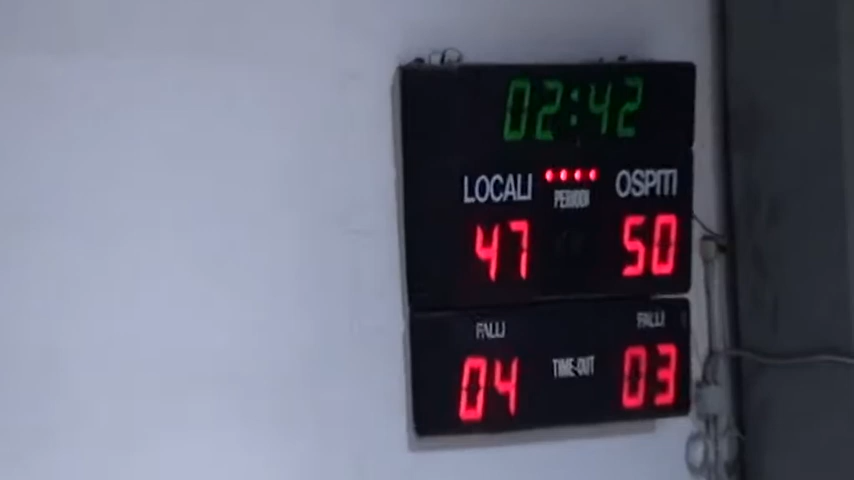 02:42
LOCALI PERIODI OSPITI
47 50
FALLI FALLI
04 TIME-OUT 03